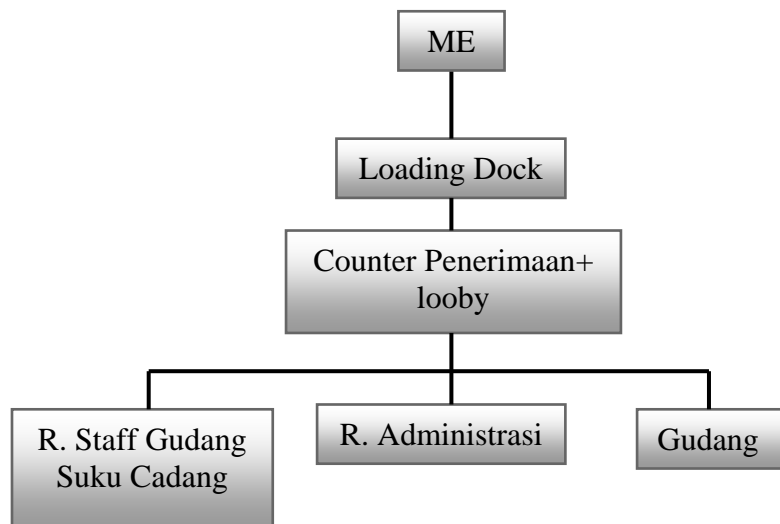 ME
Loading Dock
Counter Penerimaan+
looby
R. Staff Gudang
Suku Cadang
R. Administrasi
Gudang